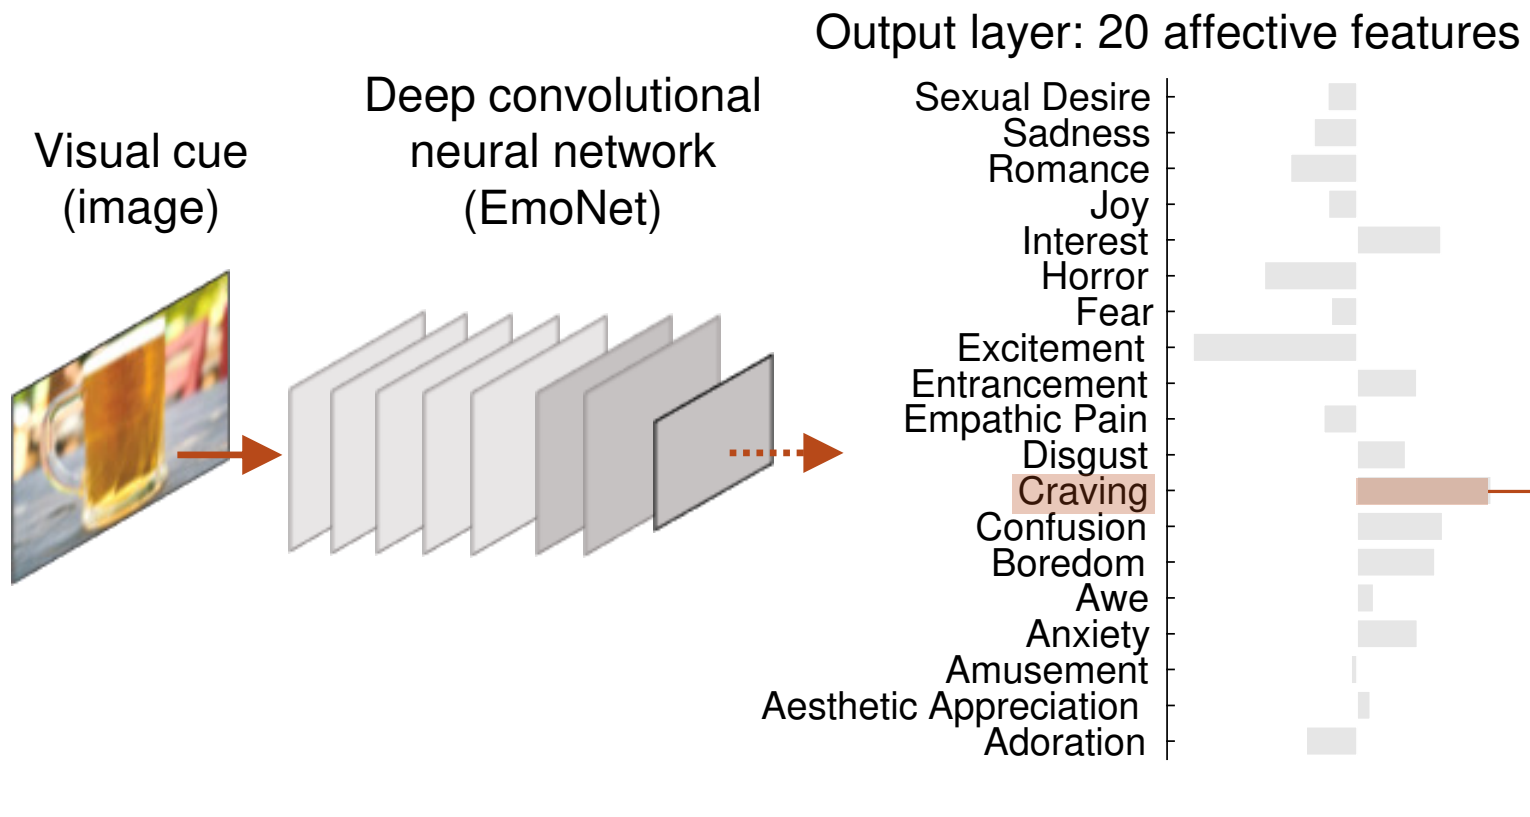 Output layer: 20 affective features
Deep convolutional
neural network
(EmoNet)
Visual cue
(image)
Sexual Desire
Sadness
Romance
Joy
Interest
Horror
Fear
Excitement
Entrancement
Empathic Pain
Disgust
Craving
Confusion
Boredom
Awe
Anxiety
Amusement
Aesthetic Appreciation
Adoration